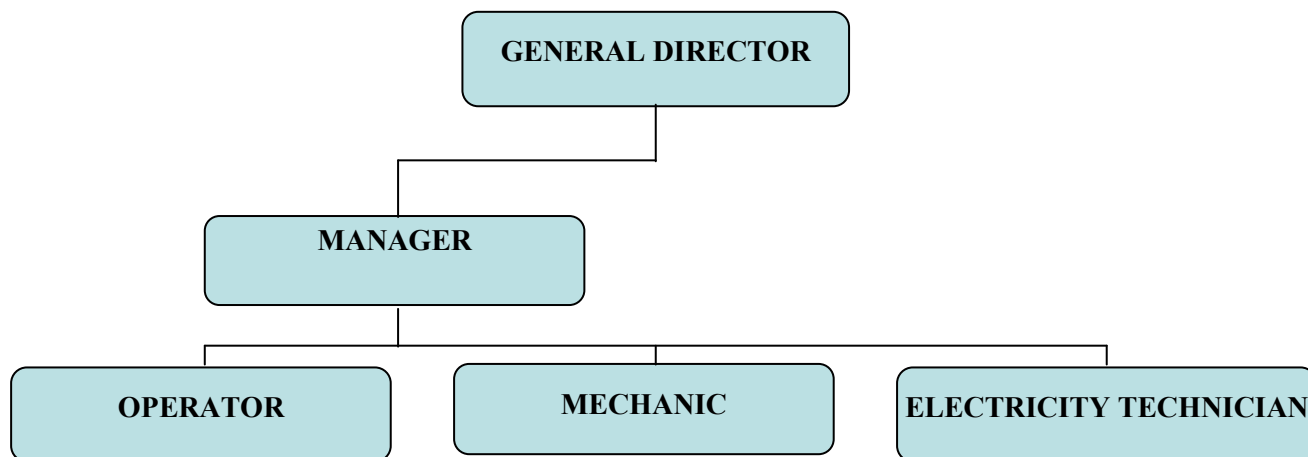 GENERAL DIRECTOR
MANAGER
OPERATOR
MECHANIC
ELECTRICITY TECHNICIAN